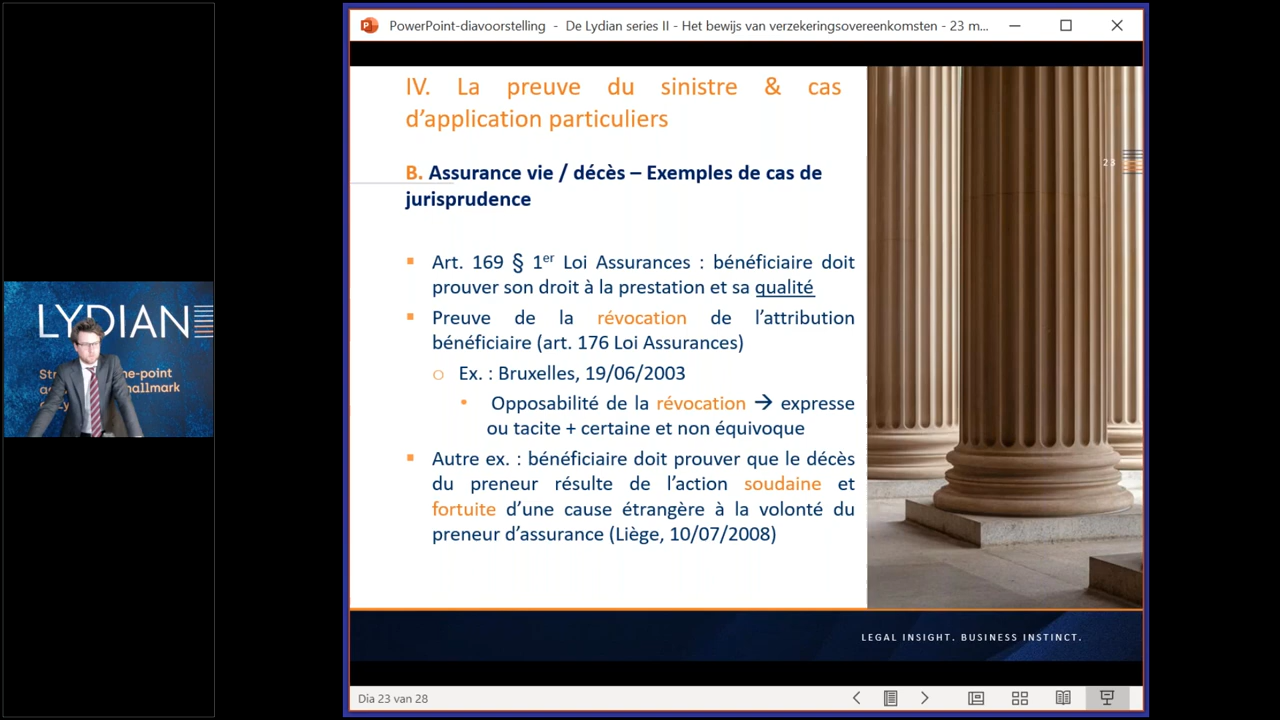 PowerPoint-diavoorstelling - De Lydian series II - Het bewijs van verzekeringsovereenkomsten - 23 m...
IV. La preuve du sinistre & cas
d'application particuliers
23
B. Assurance vie / décès – Exemples de cas de
jurisprudence
▪ Art. 169 § 1er Loi Assurances : bénéficiaire doit
prouver son droit à la prestation et sa qualité
▪ Preuve de la révocation de l'attribution
bénéficiaire (art. 176 Loi Assurances)
o Ex. : Bruxelles, 19/06/2003
• Opposabilité de la révocation → expresse
ou tacite + certaine et non équivoque
▪ Autre ex. : bénéficiaire doit prouver que le décès
du preneur résulte de l'action soudaine et
fortuite d'une cause étrangère à la volonté du
preneur d'assurance (Liège, 10/07/2008)
LEGAL INSIGHT. BUSINESS INSTINCT.
Dia 23 van 28
LYDIAN